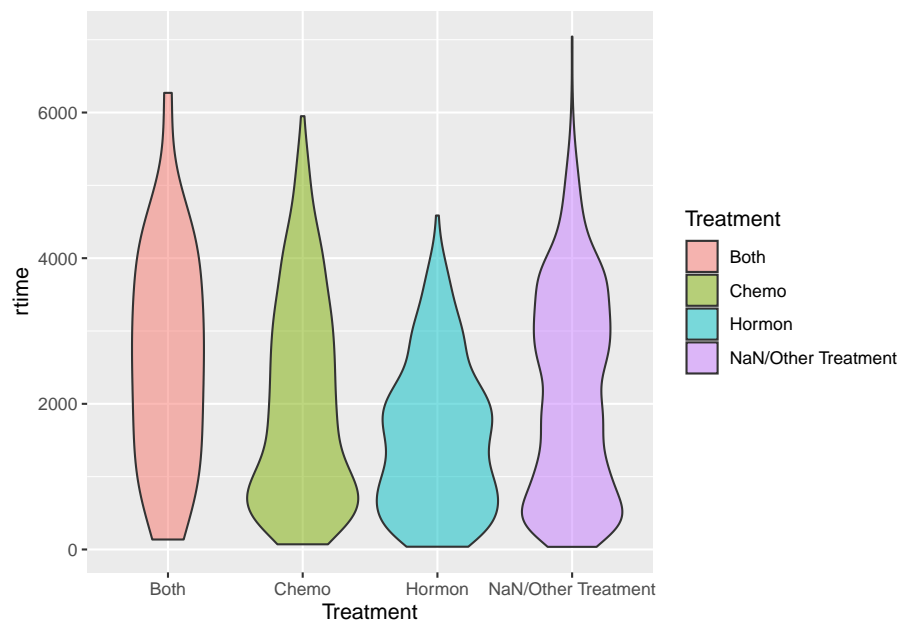 6000
4000
2000
0
rtime
Both
Chemo
Hormon
NaN/Other Treatment
Treatment
Treatment
Both
Chemo
Hormon
NaN/Other Treatment